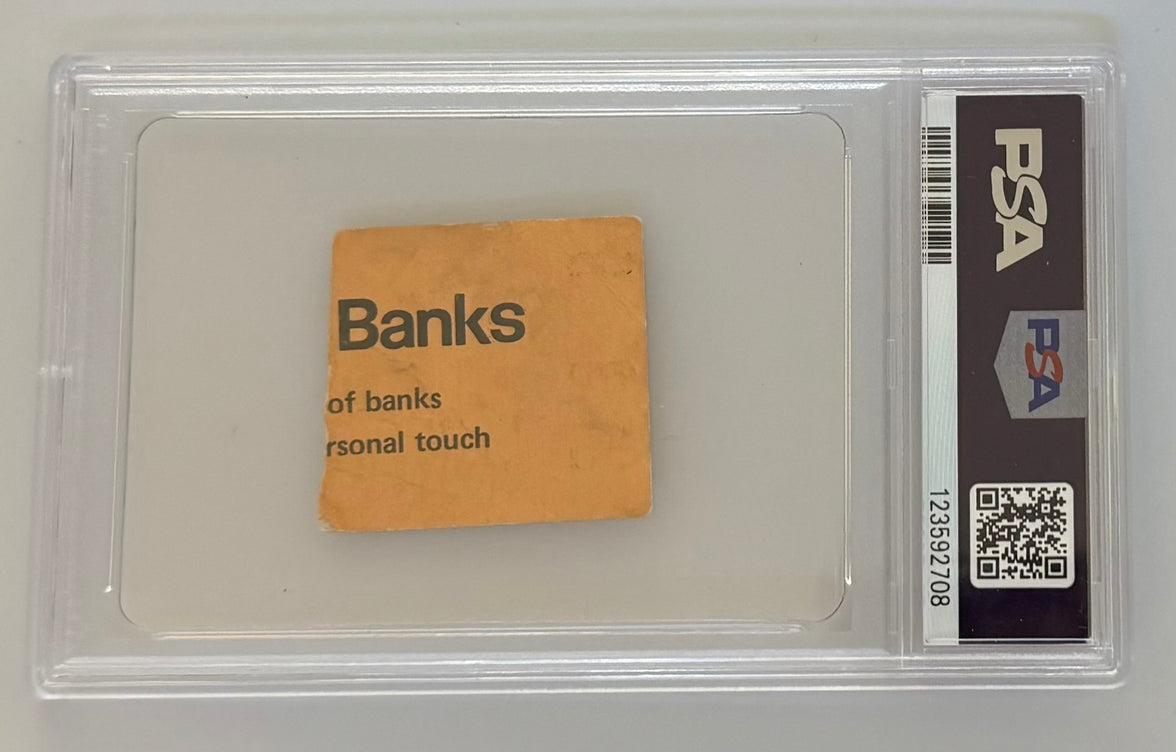 Banks
of banks
rsonal touch
PSA
PSA
123592708